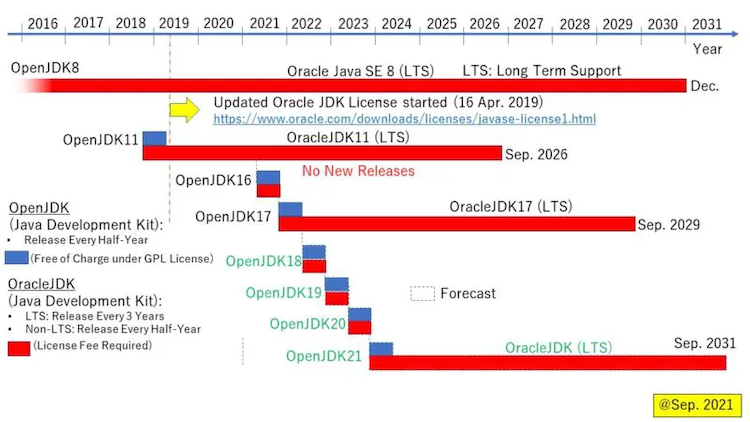 2016 2017 2018 2019 2020 2021 2022 2023 2024 2025 2026 2027 2028 2029 2030 2031
Year
OpenJDK8
Oracle Java SE 8 (LTS) LTS: Long Term Support
Dec.
Updated Oracle JDK License started (16 Apr. 2019)
https://www.oracle.com/downloads/licenses/javase-license1.html
OpenJDK11
OracleJDK11 (LTS)
Sep. 2026
No New Releases
OpenJDK16
OpenJDK17
OracleJDK17 (LTS)
Sep. 2029
OpenJDK
(Java Development Kit):
• Release Every Half-Year
(Free of Charge under GPL License)
OpenJDK18
OpenJDK19
Forecast
OracleJDK
(Java Development Kit):
• LTS: Release Every 3 Years
• Non-LTS: Release Every Half-Year
(License Fee Required)
OpenJDK20
OpenJDK21
OracleJDK (LTS)
Sep. 2031
@Sep. 2021